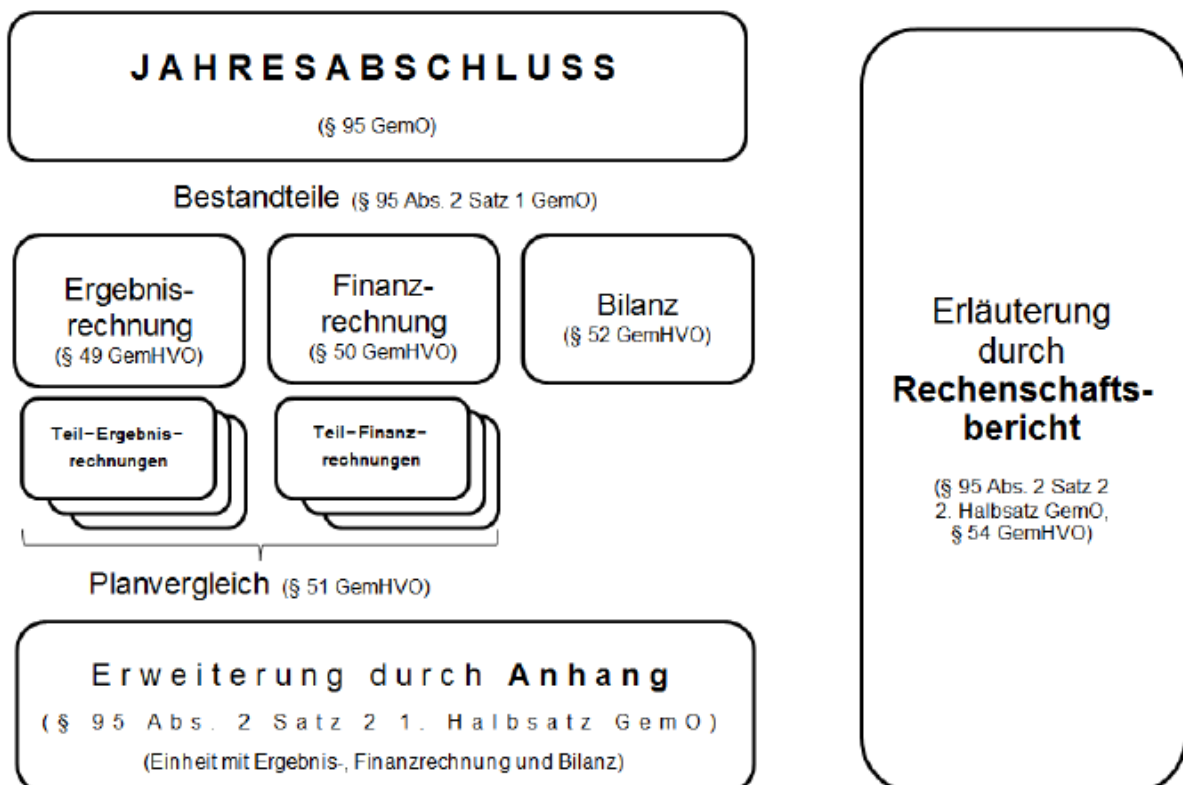 JAHRESABSCHLUSS
(§ 95 GemO)
Bestandteile (§ 95 Abs. 2 Satz 1 GemO)
Ergebnis-
rechnung
(§ 49 GemHVO)
Finanz-
rechnung
(§ 50 GemHVO)
Bilanz
(§ 52 GemHVO)
Teil-Ergebnis-
rechnungen
Teil-Finanz-
rechnungen
Planvergleich (§ 51 GemHVO)
Erweiterung durch Anhang
(§ 95 Abs. 2 Satz 2 1. Halbsatz GemO)
(Einheit mit Ergebnis-, Finanzrechnung und Bilanz)
Erläuterung
durch
Rechenschafts-
bericht
(§ 95 Abs. 2 Satz 2
2. Halbsatz GemO,
§ 54 GemHVO)